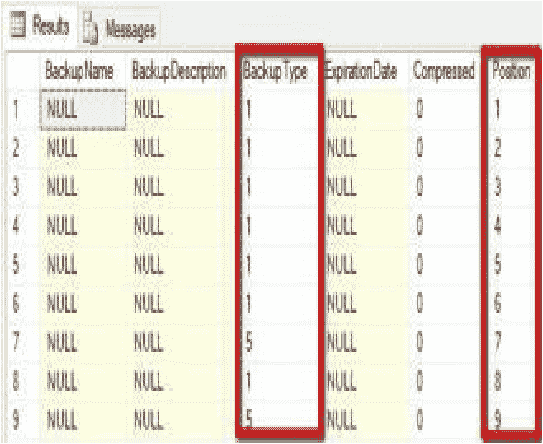 Results Messages
BackupName BackupDescription BackupType ExpirationDate Compressed Position
1 NULL NULL 1 NULL 0 1
2 NULL NULL 1 NULL 0 2
3 NULL NULL 1 NULL 0 3
4 NULL NULL 1 NULL 0 4
5 NULL NULL 1 NULL 0 5
6 NULL NULL 1 NULL 0 6
7 NULL NULL 5 NULL 0 7
8 NULL NULL 1 NULL 0 8
9 NULL NULL 5 NULL 0 9